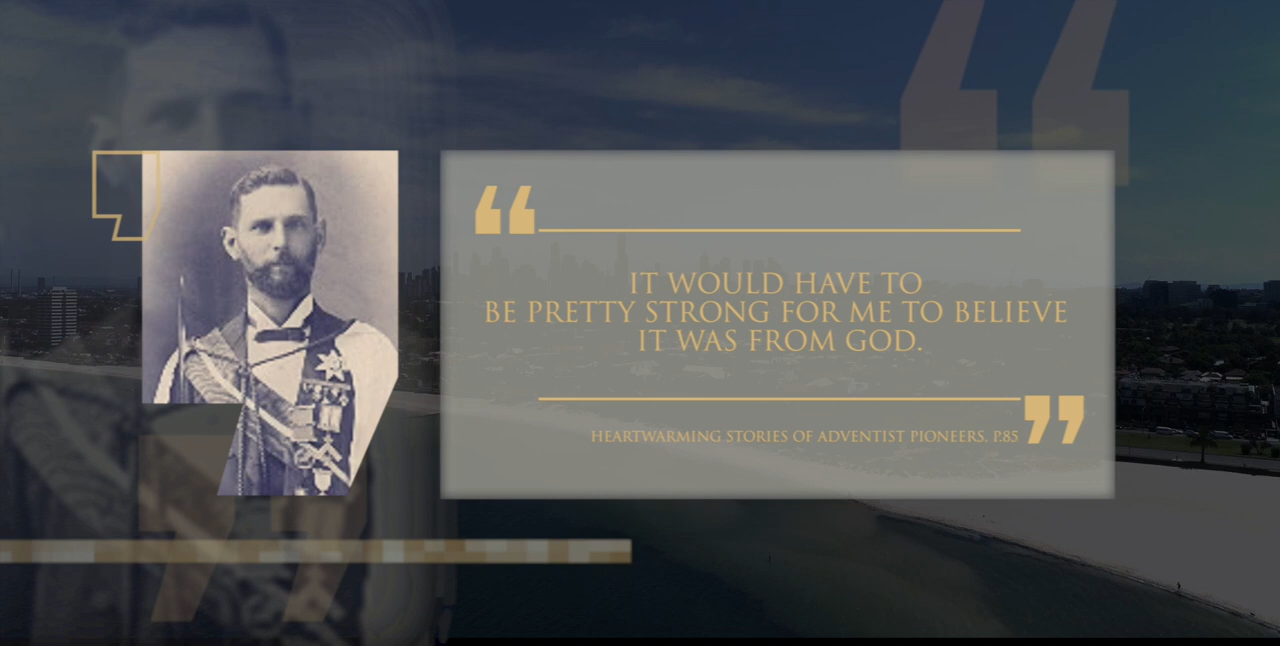 IT WOULD HAVE TO
BE PRETTY STRONG FOR ME TO BELIEVE
IT WAS FROM GOD.
HEARTWARMING STORIES OF ADVENTIST PIONEERS, P.85